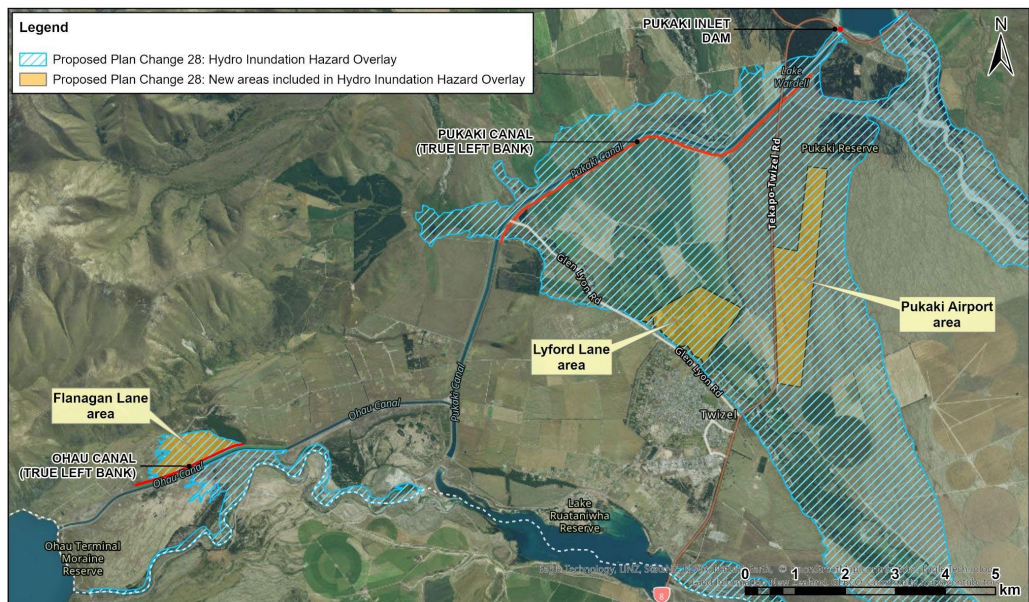 Legend
Proposed Plan Change 28: Hydro Inundation Hazard Overlay
Proposed Plan Change 28: New areas included in Hydro Inundation Hazard Overlay
PUKAKI INLET
DAM
N
Lake
Wardell
PUKAKI CANAL
(TRUE LEFT BANK)
Pukaki Canal
Pukaki Reserve
Tekapo-Twizel Rd
Glen Lyon Rd
Pukaki Airport
area
Lyford Lane
area
Glen Lyon Rd
Pukaki Canal
Flanagan Lane
area
Ohau Canal
Twizel
OHAU CANAL
(TRUE LEFT BANK)
Ohau Canal
Lake
Ruataniwha
Reserve
Ohau Terminal
Moraine
Reserve
Eagle Technology, LINZ,
8
0 1 2 3 4 5
km